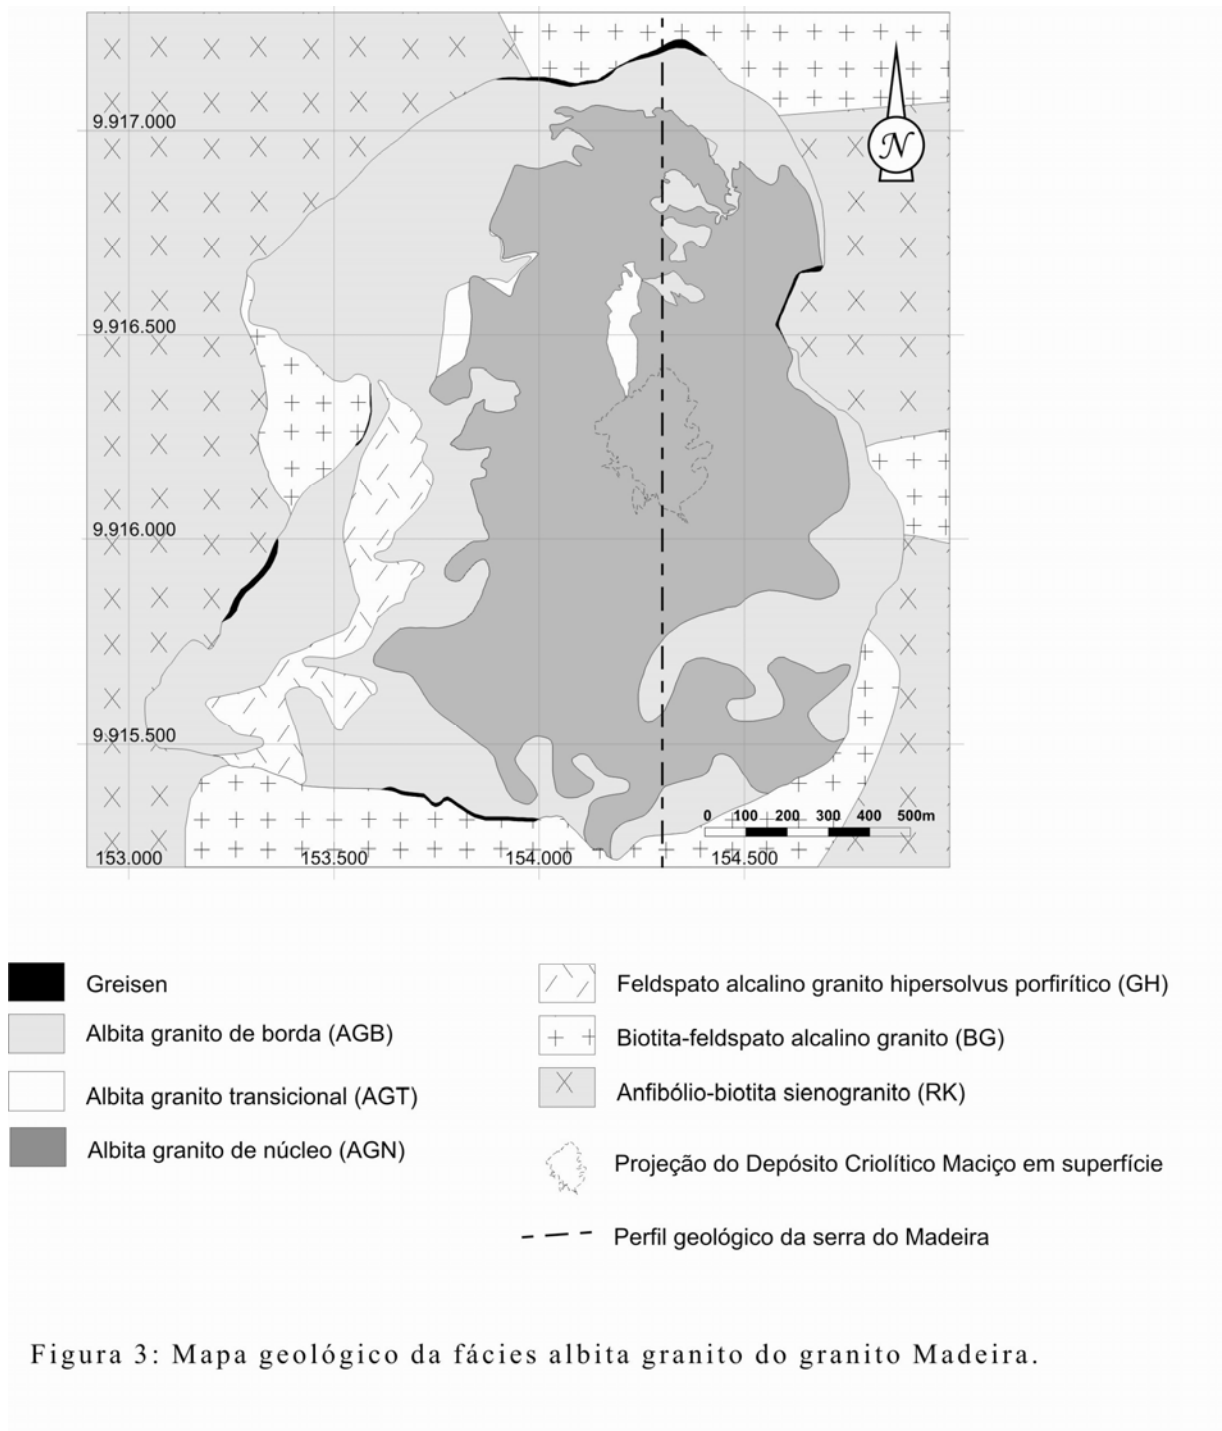 N
9.917.000
9.916.500
9.916.000
9.915.500
0 100 200 300 400 500m
153.000 153.500 154.000 154.500
Greisen
Albita granito de borda (AGB)
Albita granito transicional (AGT)
Albita granito de núcleo (AGN)
Feldspato alcalino granito hipersolvus porfirítico (GH)
Biotita-feldspato alcalino granito (BG)
Anfibólio-biotita sienogranito (RK)
Projeção do Depósito Criolítico Maciço em superfície
Perfil geológico da serra do Madeira
Figura 3: Mapa geológico da fácies albita granito do granito Madeira.